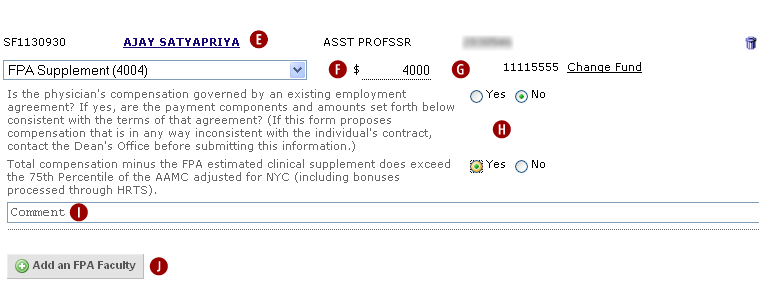 SF1130930 AJAY SATYAPRIYA E ASST PROFSSR
FPA Supplement (4004) F $ 4000 G 11115555 Change Fund
Is the physician's compensation governed by an existing employment Yes No
agreement? If yes, are the payment components and amounts set forth below
consistent with the terms of that agreement? (If this form proposes
compensation that is in any way inconsistent with the individual's contract, H
contact the Dean's Office before submitting this information.)
Total compensation minus the FPA estimated clinical supplement does exceed Yes No
the 75th Percentile of the AAMC adjusted for NYC (including bonuses
processed through HRTS).
Comment I
Add an FPA Faculty J